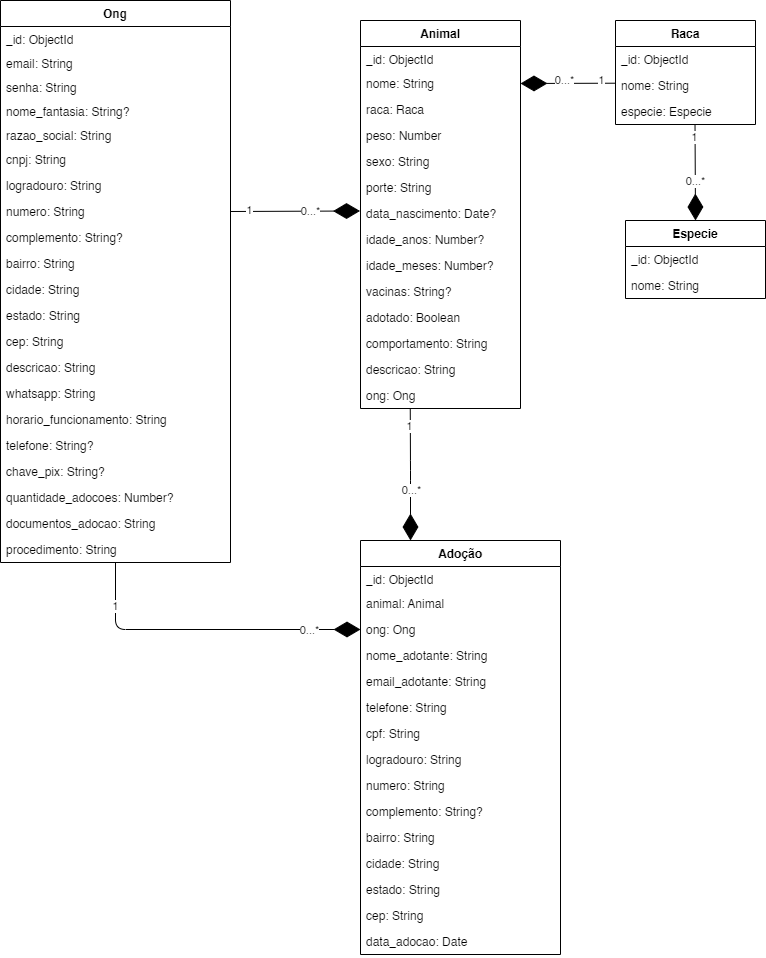 Ong
_id: ObjectId
email: String
senha: String
nome_fantasia: String?
razao_social: String
cnpj: String
logradouro: String
numero: String
complemento: String?
bairro: String
cidade: String
estado: String
cep: String
descricao: String
whatsapp: String
horario_funcionamento: String
telefone: String?
chave_pix: String?
quantidade_adocoes: Number?
documentos_adocao: String
procedimento: String
1
0...*
Animal
_id: ObjectId
nome: String
raca: Raca
peso: Number
sexo: String
porte: String
data_nascimento: Date?
idade_anos: Number?
idade_meses: Number?
vacinas: String?
adotado: Boolean
comportamento: String
descricao: String
ong: Ong
0...*
1
Raca
_id: ObjectId
nome: String
especie: Especie
1
0...*
Especie
_id: ObjectId
nome: String
1
0...*
1
0...*
Adoção
_id: ObjectId
animal: Animal
ong: Ong
nome_adotante: String
email_adotante: String
telefone: String
cpf: String
logradouro: String
numero: String
complemento: String?
bairro: String
cidade: String
estado: String
cep: String
data_adocao: Date